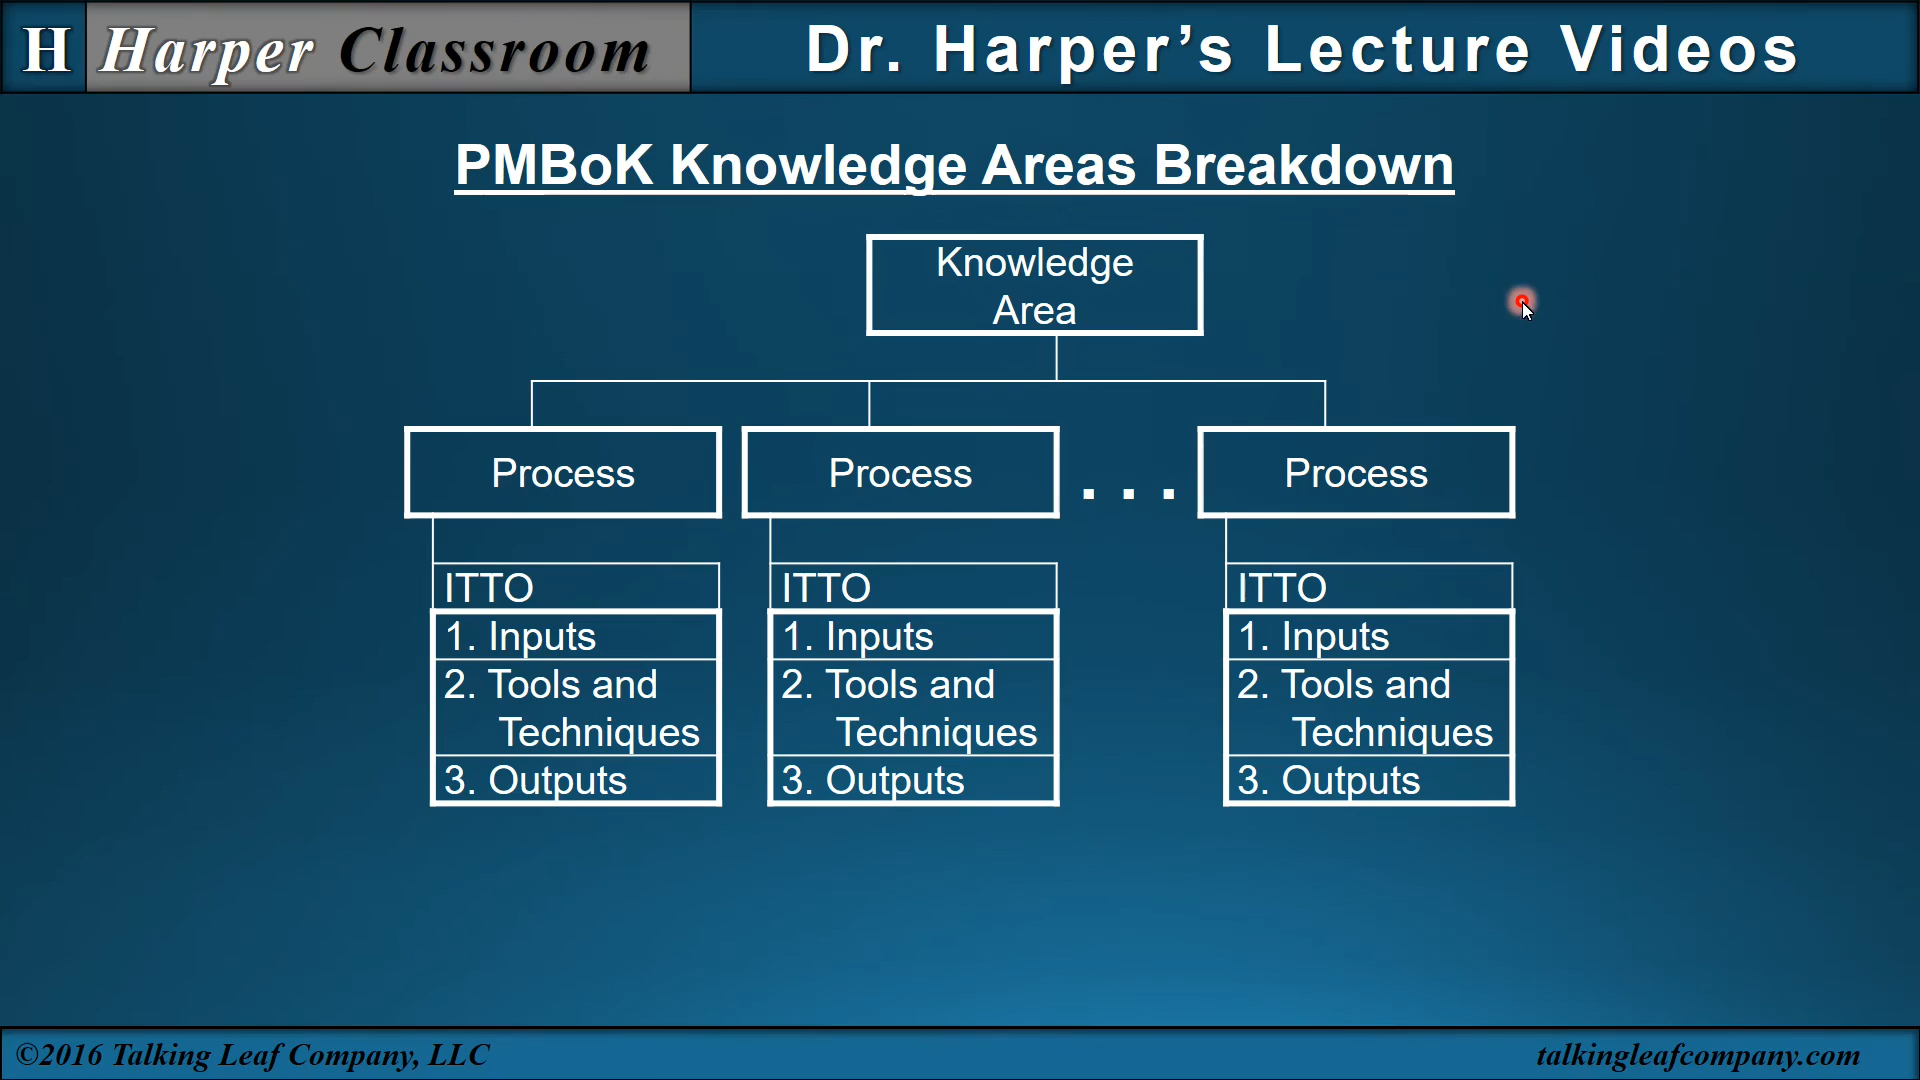 H Harper Classroom
Dr. Harper's Lecture Videos
PMBoK Knowledge Areas Breakdown
Knowledge
Area
Process
Process
. . .
Process
ITTO
1. Inputs
2. Tools and
Techniques
3. Outputs
ITTO
1. Inputs
2. Tools and
Techniques
3. Outputs
ITTO
1. Inputs
2. Tools and
Techniques
3. Outputs
©2016 Talking Leaf Company, LLC
talkingleafcompany.com